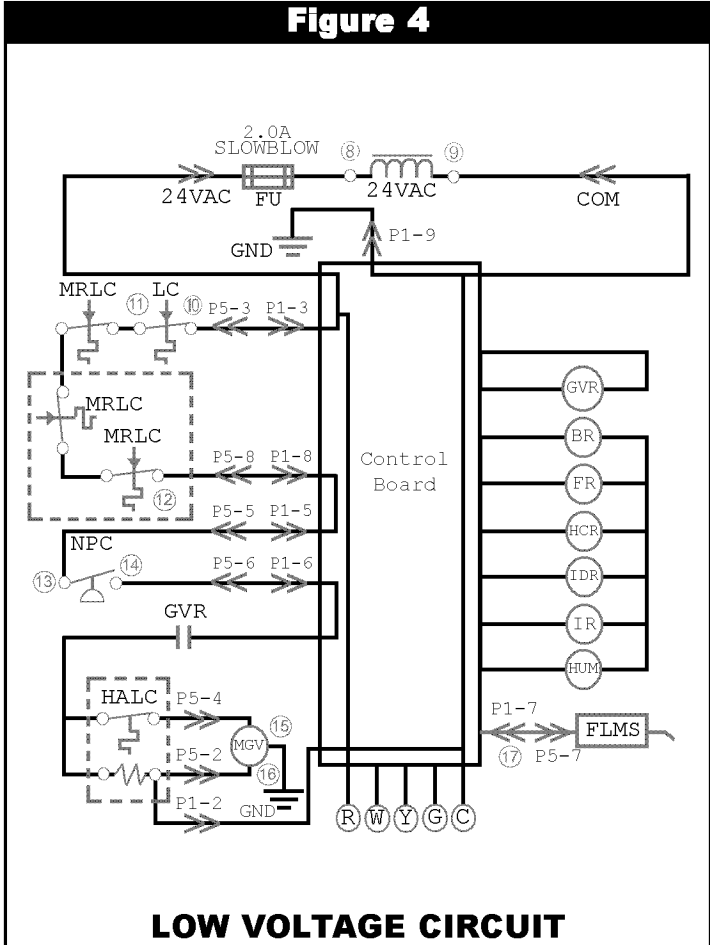 Figure 4
2.0A
SLOWBLOW
8
9
24VAC
FU
24VAC
COM
GND
P1-9
MRLC
11
LC
10
P5-3
P1-3
MRLC
MRLC
12
P5-8
P1-8
P5-5
P1-5
Control
Board
NPC
13
14
P5-6
P1-6
GVR
GVR
BR
FR
HCR
IDR
IR
HUM
HALC
P5-4
15
MGV
P5-2
16
P1-2
GND
P1-7
17
P5-7
FLMS
R
W
Y
G
C
LOW VOLTAGE CIRCUIT